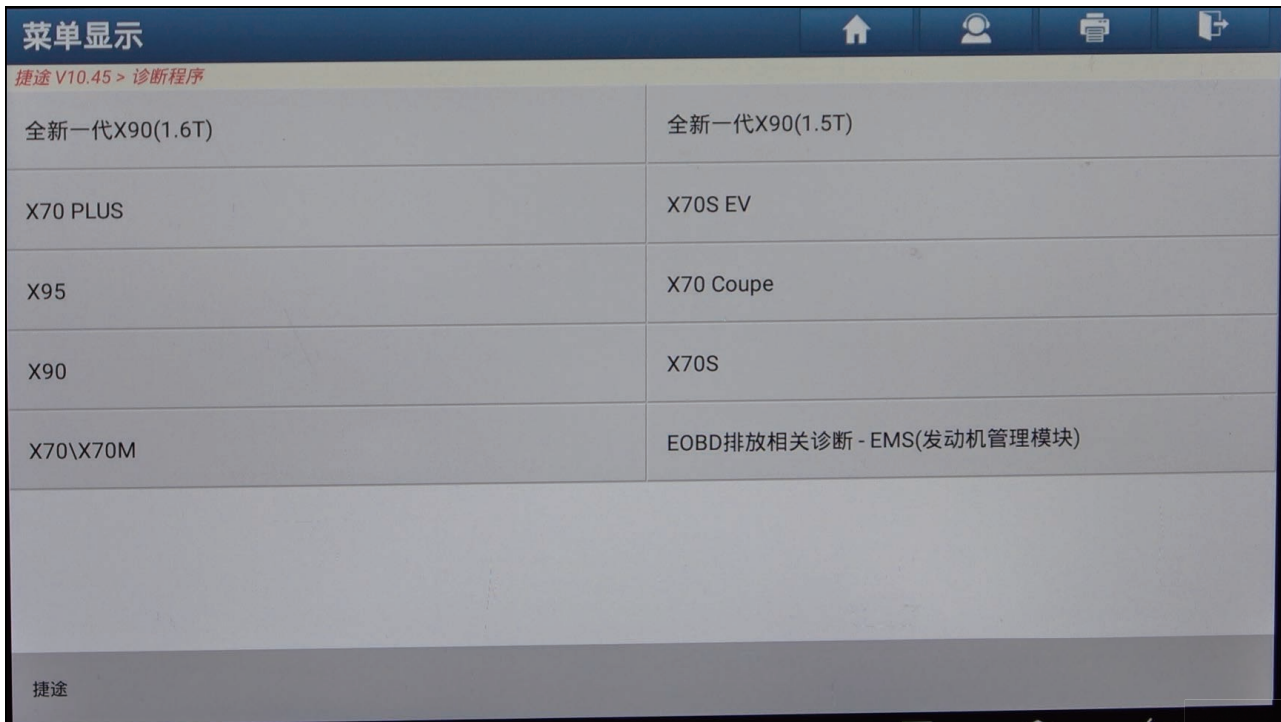 菜单显示
捷途 V10.45 > 诊断程序
全新一代X90(1.6T)
全新一代X90(1.5T)
X70 PLUS
X70S EV
X95
X70 Coupe
X90
X70S
X70\X70M
EOBD排放相关诊断 - EMS(发动机管理模块)
捷途